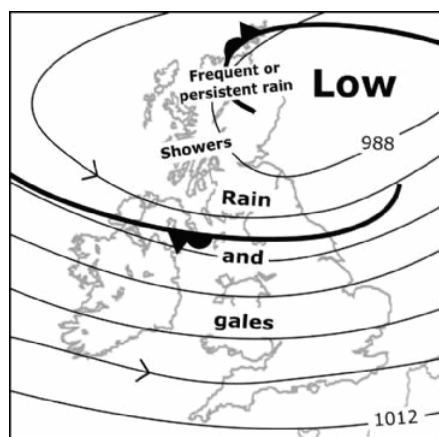 Frequent or
persistent rain
Low
988
Showers
Rain
and
gales
1012